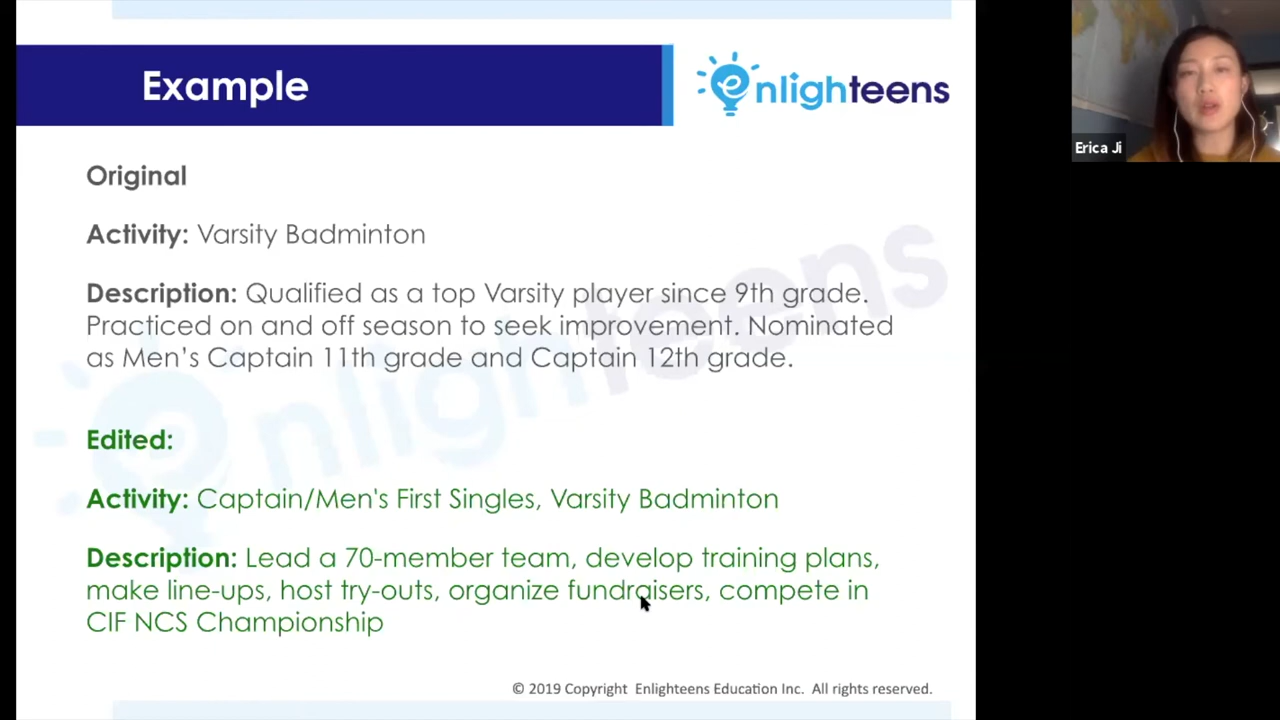 Example
enlighteens
Erica Ji
Original
Activity: Varsity Badminton
Description: Qualified as a top Varsity player since 9th grade.
Practiced on and off season to seek improvement. Nominated
as Men’s Captain 11th grade and Captain 12th grade.
enlighteens
Edited:
Activity: Captain/Men's First Singles, Varsity Badminton
Description: Lead a 70-member team, develop training plans,
make line-ups, host try-outs, organize fundraisers, compete in
CIF NCS Championship
© 2019 Copyright Enlighteens Education Inc. All rights reserved.